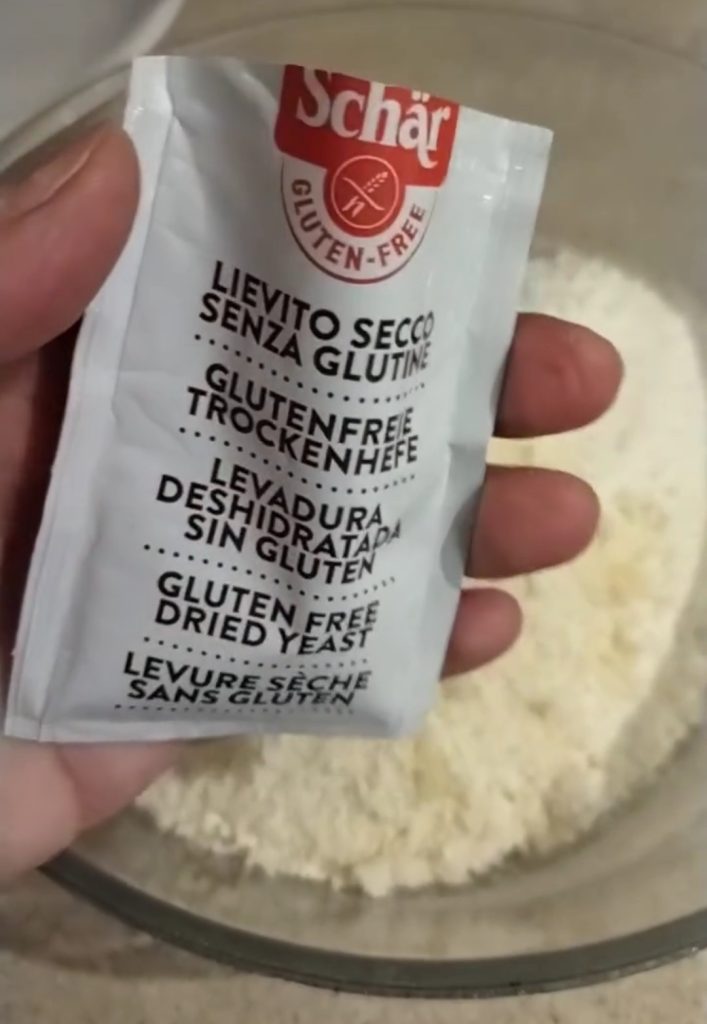 Schär
GLUTEN-FREE
LIEVITO SECCO
SENZA GLUTINE
GLUTENFREIE
TROCKENHEFE
LEVADURA
DESHIDRATADA
SIN GLUTEN
GLUTEN FREE
DRIED YEAST
LEVURE SÈCHE
SANS GLUTEN